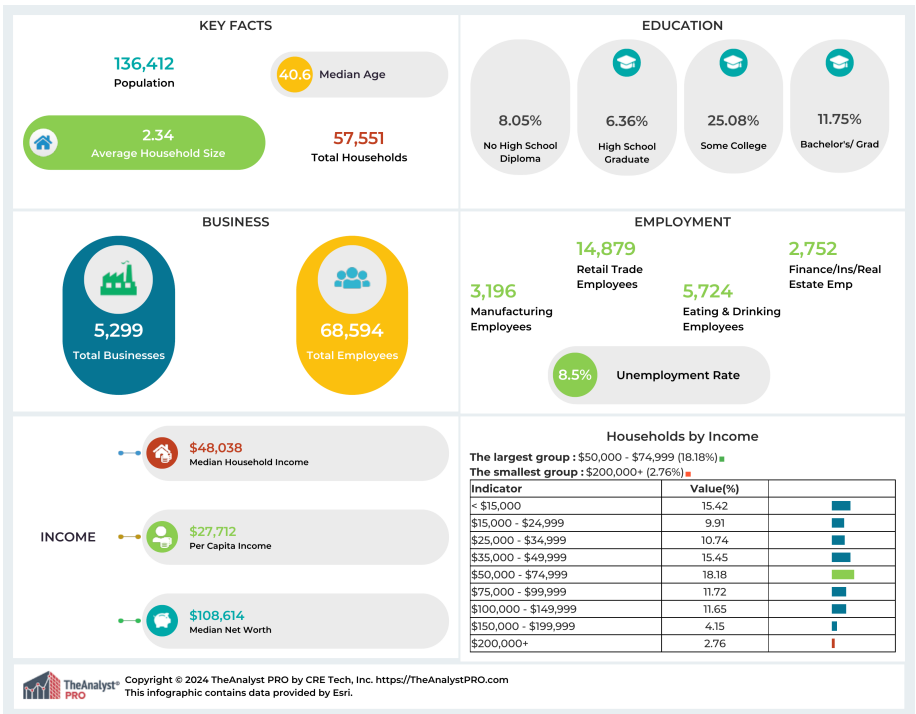 KEY FACTS
136,412
Population
40.6 Median Age
2.34
Average Household Size
57,551
Total Households
EDUCATION
8.05%
No High School
Diploma
6.36%
High School
Graduate
25.08%
Some College
11.75%
Bachelor's/ Grad
BUSINESS
5,299
Total Businesses
68,594
Total Employees
EMPLOYMENT
3,196
Manufacturing
Employees
14,879
Retail Trade
Employees
5,724
Eating & Drinking
Employees
2,752
Finance/Ins/Real
Estate Emp
8.5% Unemployment Rate
INCOME
$48,038
Median Household Income
$27,712
Per Capita Income
$108,614
Median Net Worth
Households by Income
The largest group : $50,000 - $74,999 (18.18%)
The smallest group : $200,000+ (2.76%)
Indicator Value(%)
< $15,000 15.42
$15,000 - $24,999 9.91
$25,000 - $34,999 10.74
$35,000 - $49,999 15.45
$50,000 - $74,999 18.18
$75,000 - $99,999 11.72
$100,000 - $149,999 11.65
$150,000 - $199,999 4.15
$200,000+ 2.76
TheAnalyst®
PRO
Copyright © 2024 TheAnalyst PRO by CRE Tech, Inc. https://TheAnalystPRO.com
This infographic contains data provided by Esri.